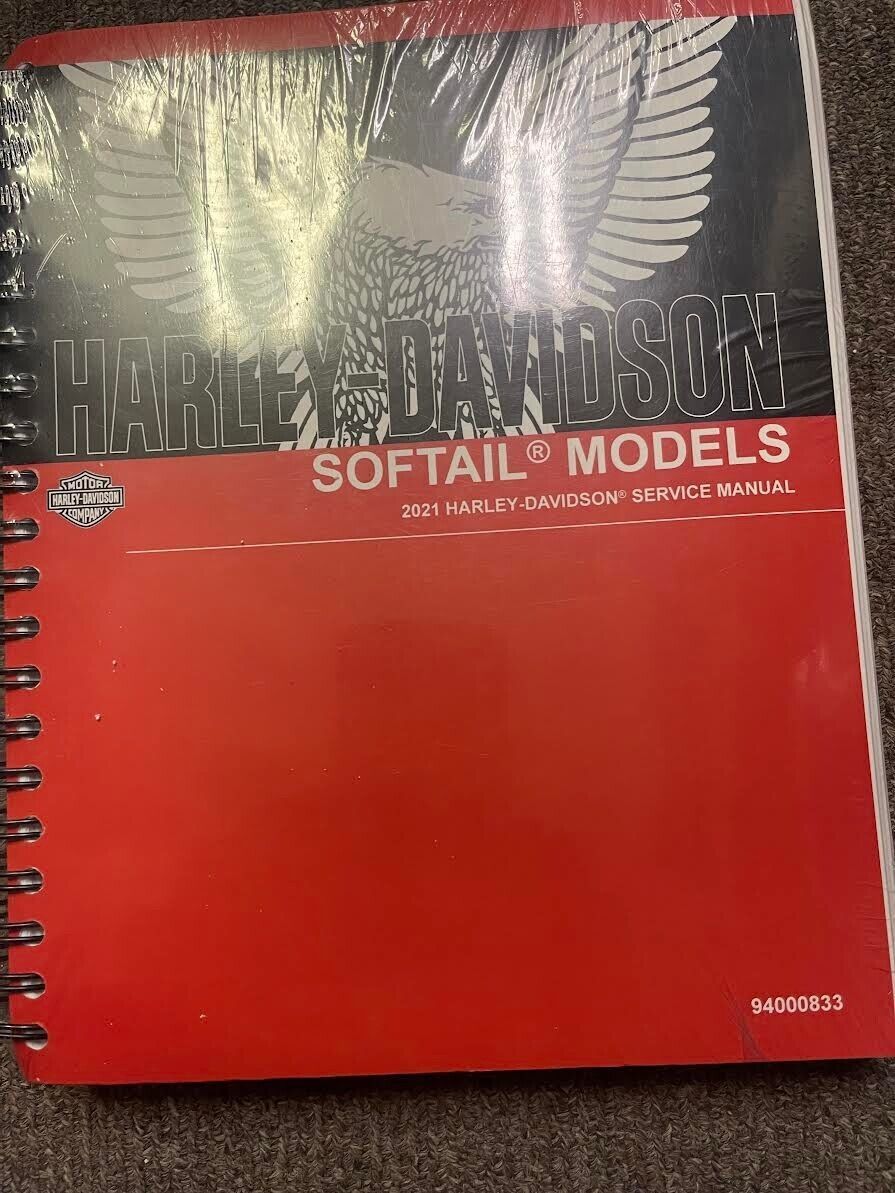 HARLEY-DAVIDSON
SOFTAIL® MODELS
2021 HARLEY-DAVIDSON® SERVICE MANUAL
MOTOR
HARLEY-DAVIDSON
COMPANY
94000833